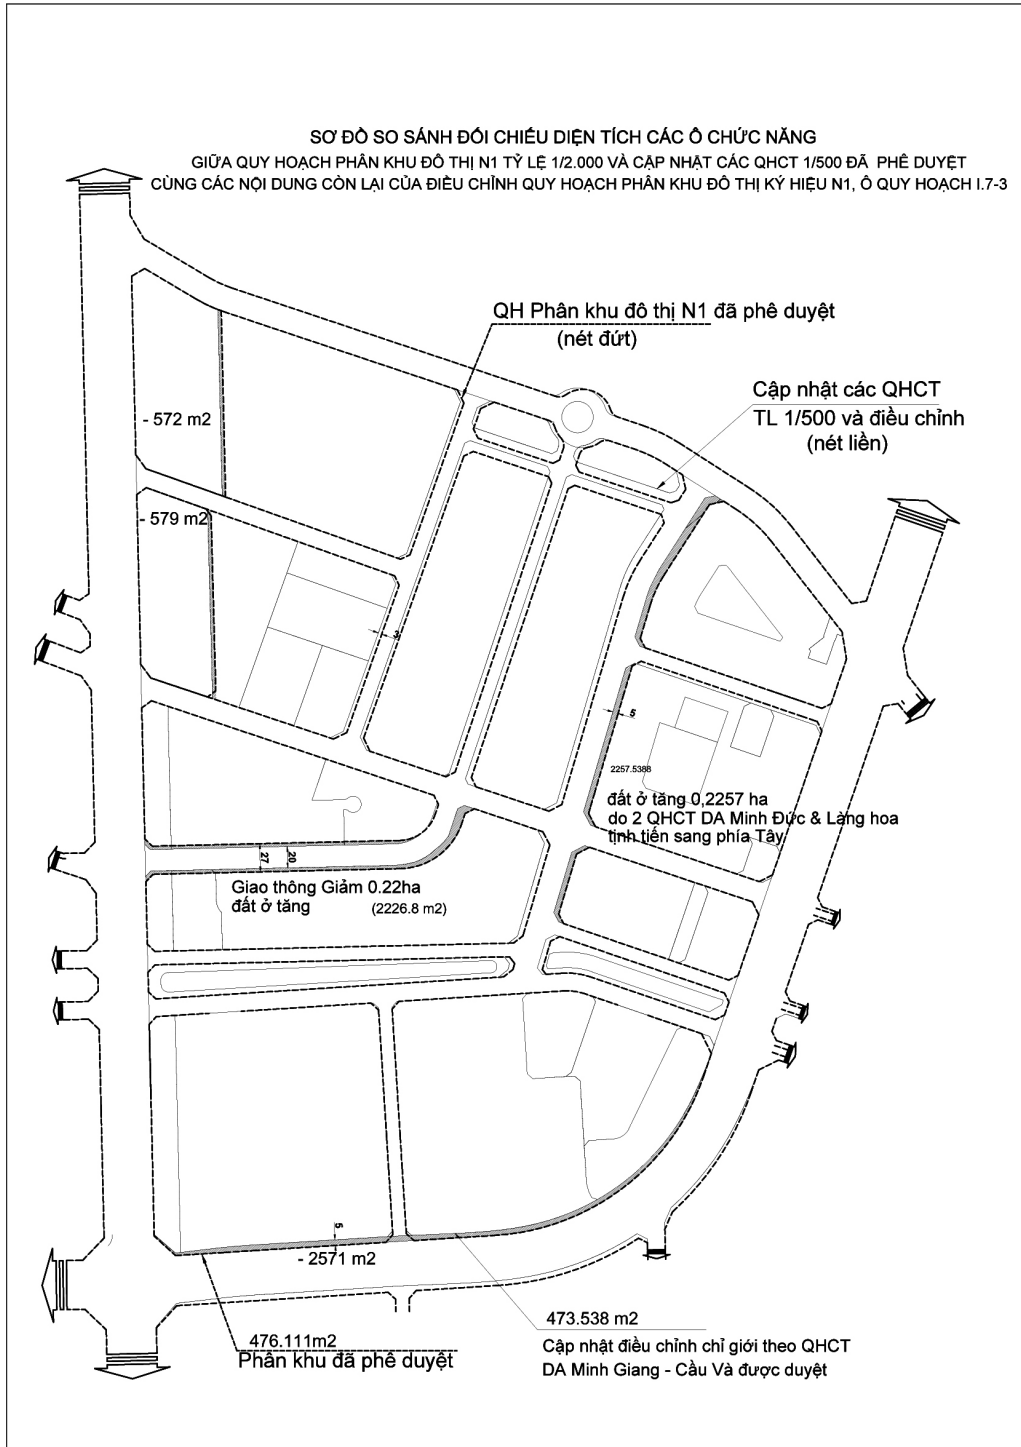 SƠ ĐỒ SO SÁNH ĐỐI CHIẾU DIỆN TÍCH CÁC Ô CHỨC NĂNG
GIỮA QUY HOẠCH PHÂN KHU ĐÔ THỊ N1 TỶ LỆ 1/2.000 VÀ CẬP NHẬT CÁC QHCT 1/500 ĐÃ PHÊ DUYỆT
CÙNG CÁC NỘI DUNG CÒN LẠI CỦA ĐIỀU CHỈNH QUY HOẠCH PHÂN KHU ĐÔ THỊ KÝ HIỆU N1, Ô QUY HOẠCH I.7-3
QH Phân khu đô thị N1 đã phê duyệt
(nét đứt)
Cập nhật các QHCT
TL 1/500 và điều chỉnh
(nét liền)
- 572 m2
- 579 m2
3
5
2257.5388
đất ở tăng 0,2257 ha
do 2 QHCT DA Minh Đức & Làng hoa
tịnh tiến sang phía Tây
27
20
Giao thông Giảm 0.22ha
đất ở tăng (2226.8 m2)
5
- 2571 m2
476.111m2
Phân khu đã phê duyệt
473.538 m2
Cập nhật điều chỉnh chỉ giới theo QHCT
DA Minh Giang - Cầu Và được duyệt